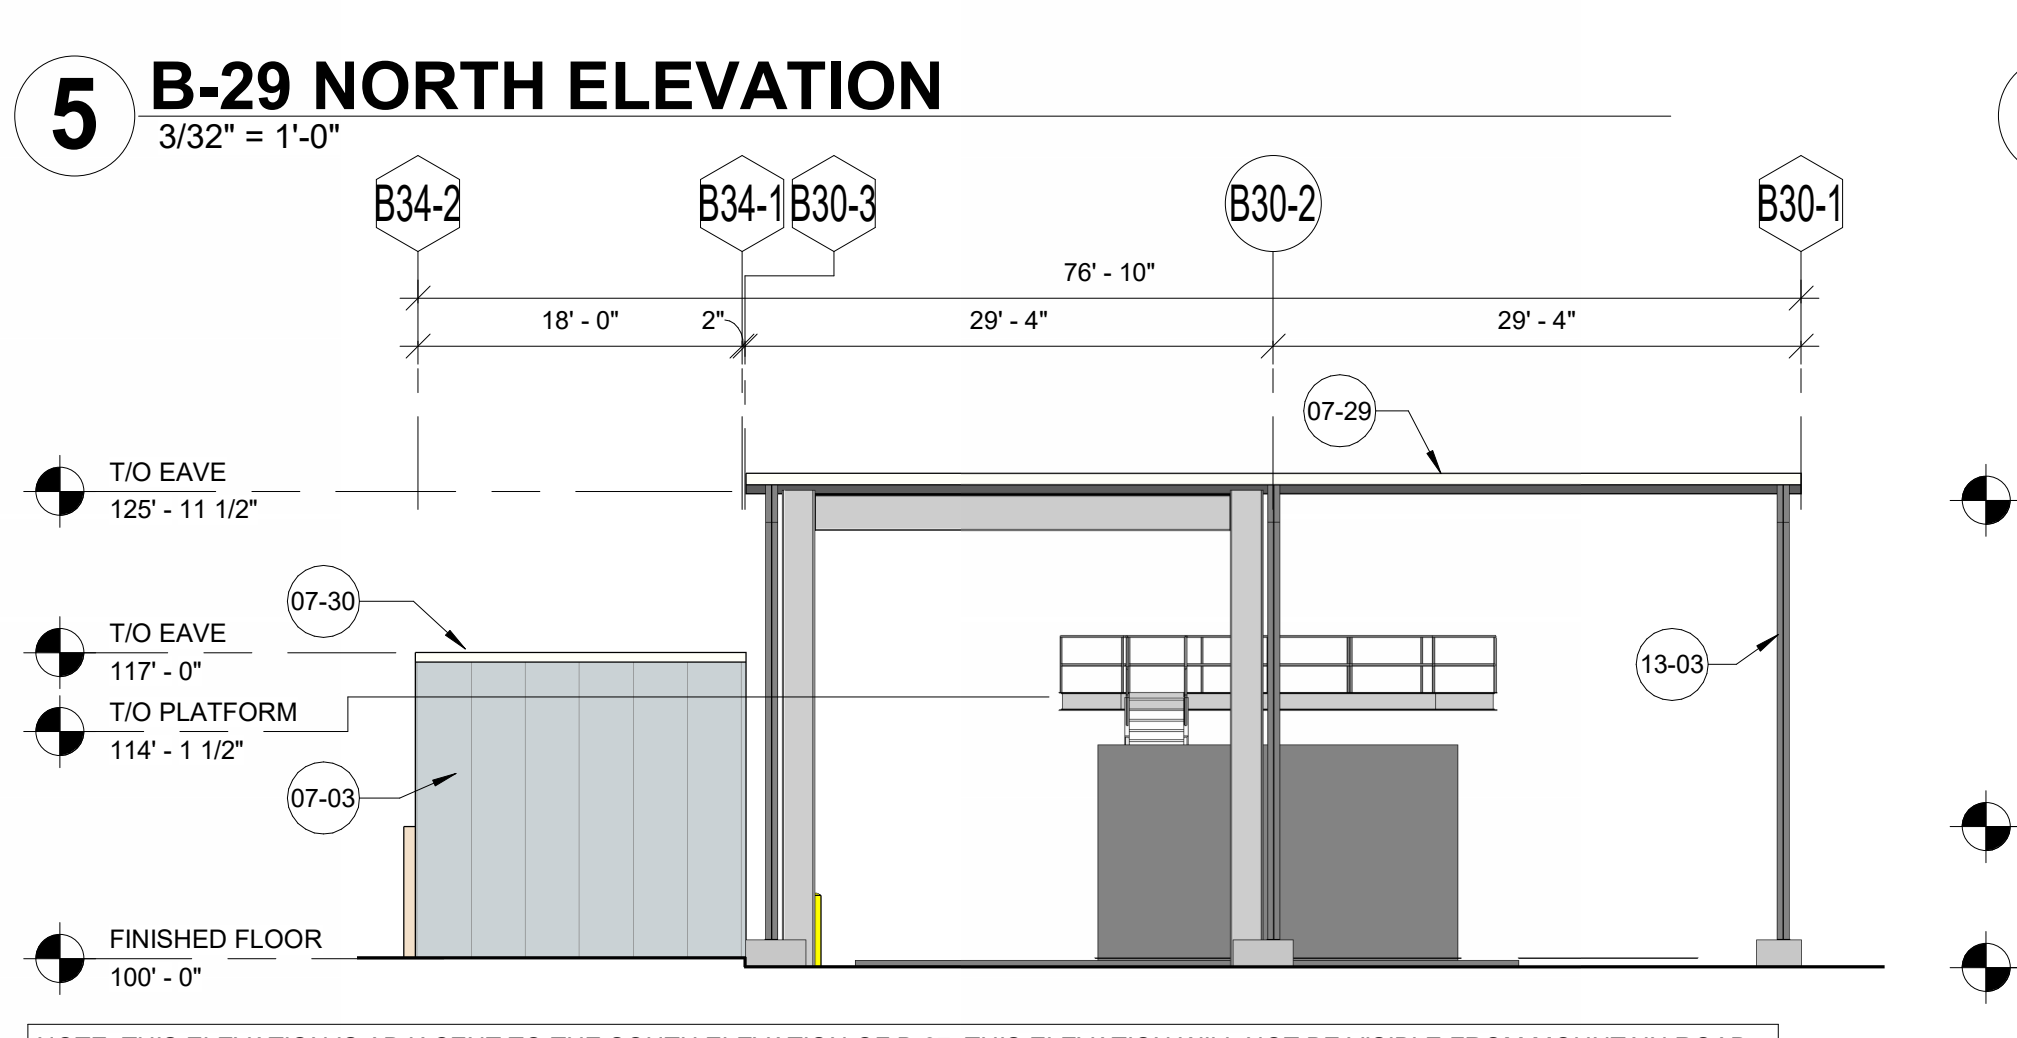 5 B-29 NORTH ELEVATION
3/32" = 1'-0"
B34-2 B34-1 B30-3 B30-2 B30-1
76' - 10"
18' - 0" 2" 29' - 4" 29' - 4"
07-29
T/O EAVE
125' - 11 1/2"
07-30
T/O EAVE
117' - 0"
13-03
T/O PLATFORM
114' - 1 1/2"
07-03
FINISHED FLOOR
100' - 0"